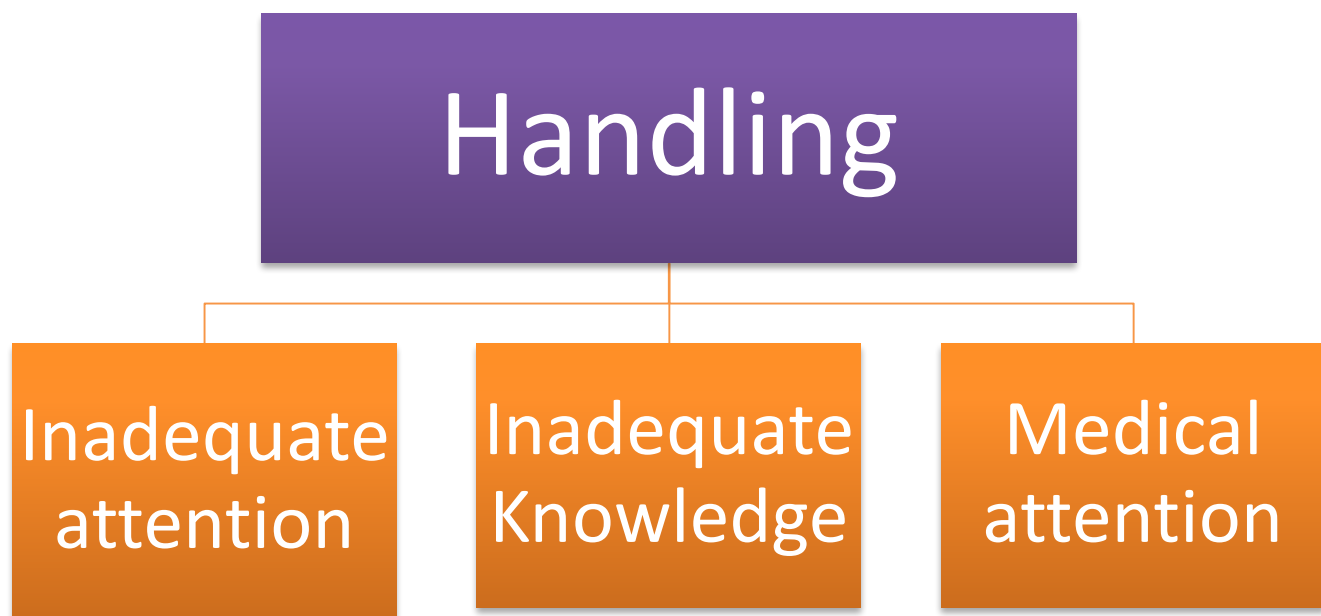 Handling
Inadequate
attention
Inadequate
Knowledge
Medical
attention